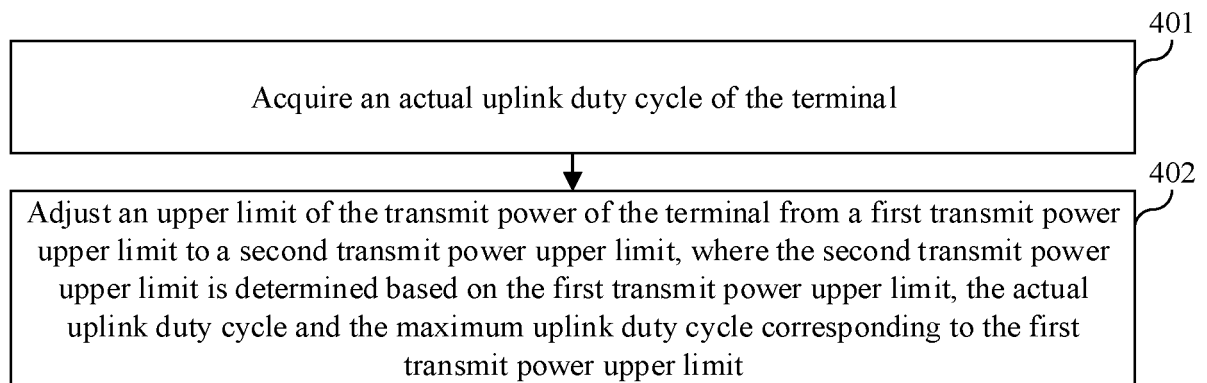 401
Acquire an actual uplink duty cycle of the terminal
402
Adjust an upper limit of the transmit power of the terminal from a first transmit power
upper limit to a second transmit power upper limit, where the second transmit power
upper limit is determined based on the first transmit power upper limit, the actual
uplink duty cycle and the maximum uplink duty cycle corresponding to the first
transmit power upper limit